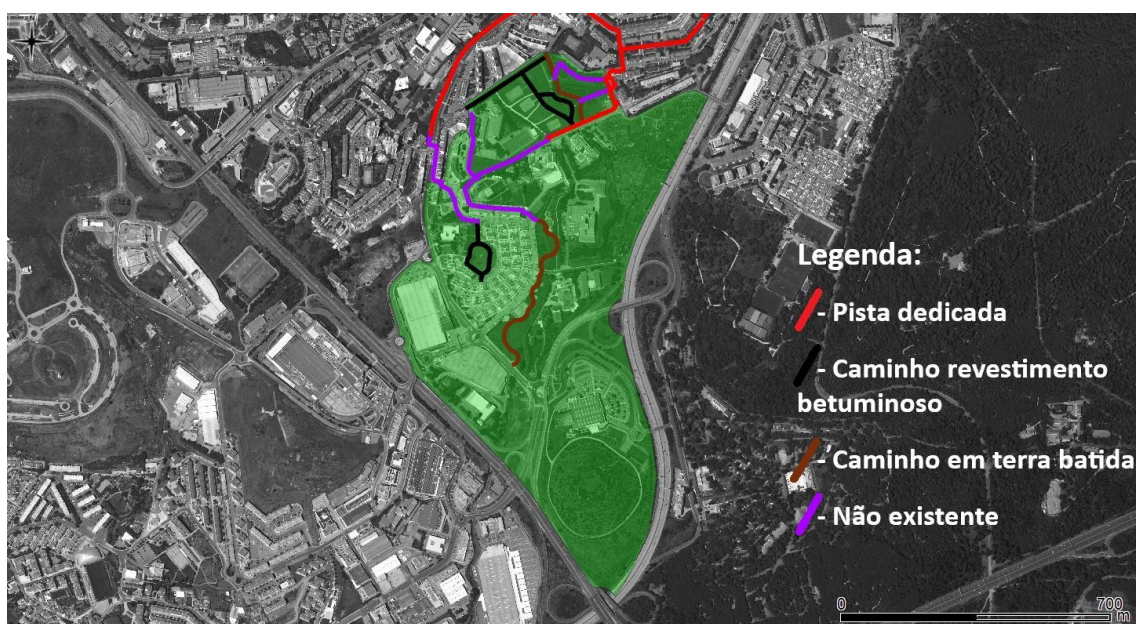 Legenda:
- Pista dedicada
- Caminho revestimento
betuminoso
- Caminho em terra batida
- Não existente
0 700
m